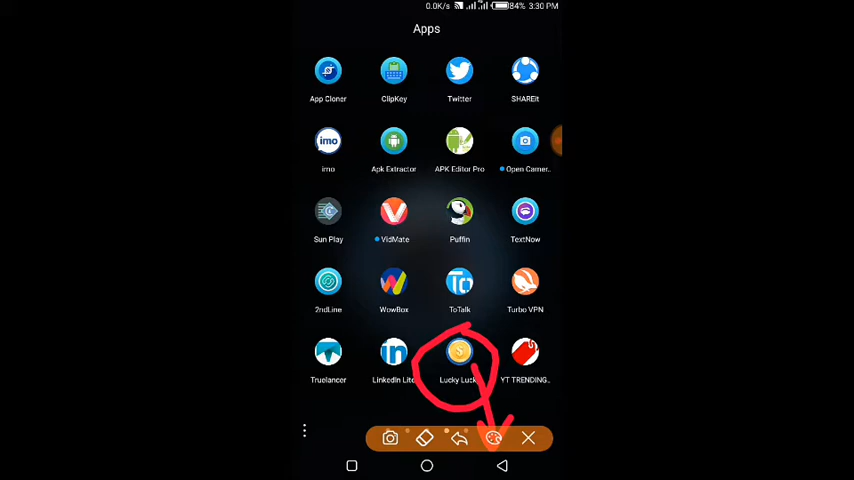 0.0K/s 84% 3:30 PM
Apps
App Cloner ClipKey Twitter SHAREit
imo
imo Apk Extractor APK Editor Pro Open Camer..
Sun Play VidMate Puffin TextNow
2ndLine WowBox ToTalk Turbo VPN
in
Truelancer LinkedIn Lite Lucky Luck YT TRENDING..